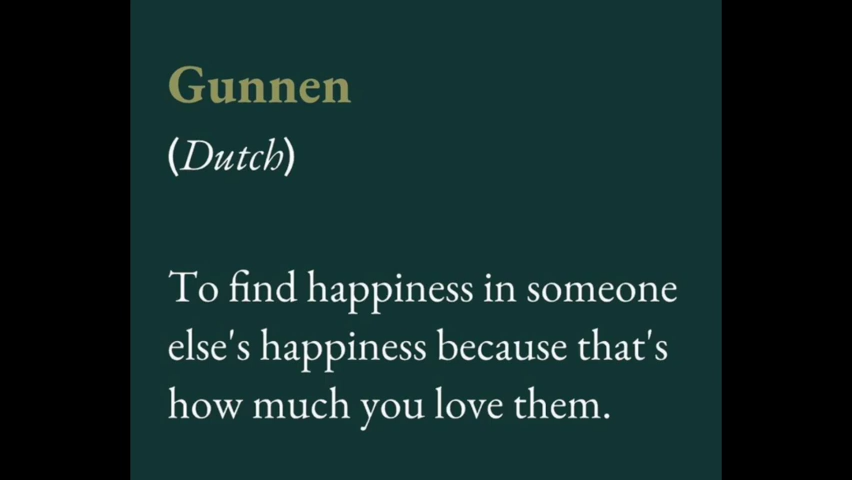 Gunnen
(Dutch)
To find happiness in someone
else's happiness because that's
how much you love them.